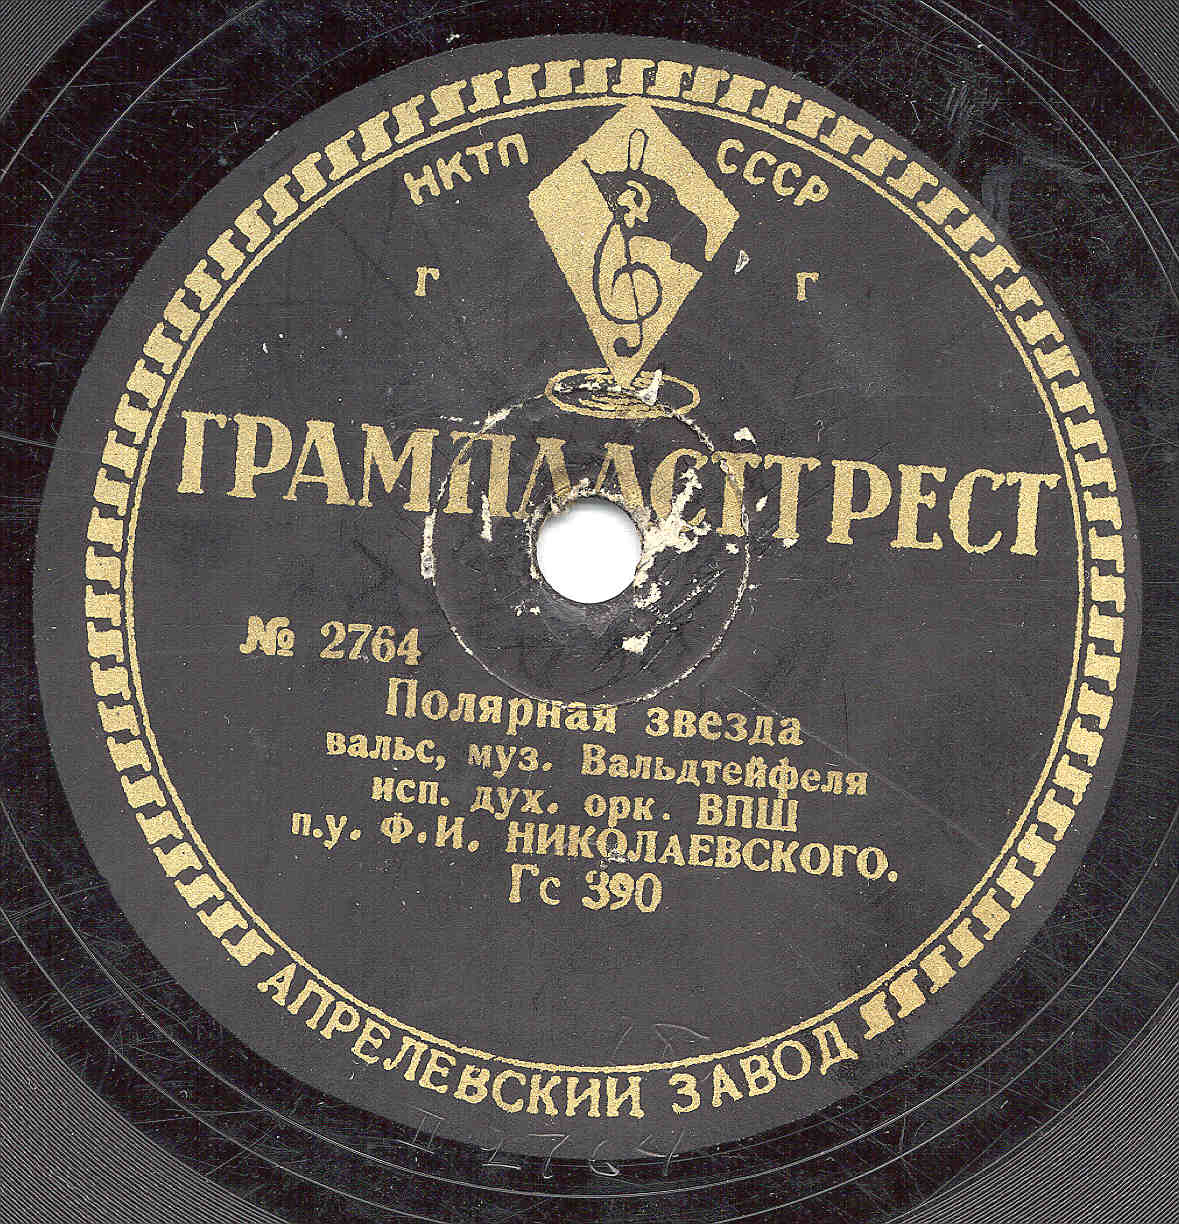 НКТП СССР
г г
ГРАМПЛАСТТРЕСТ
№ 2764
Полярная звезда
вальс, муз. Вальдтейфеля
исп. дух. орк. ВПШ
п.у. Ф.И. НИКОЛАЕВСКОГО.
Гс 390
АПРЕЛЕВСКИЙ ЗАВОД
2764